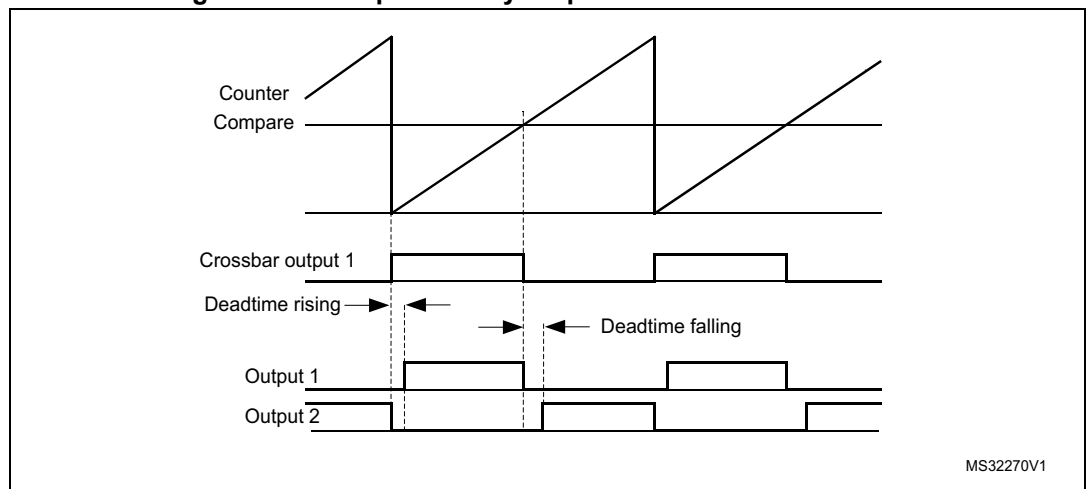 Counter
Compare
Crossbar output 1
Deadtime rising
Deadtime falling
Output 1
Output 2
MS32270V1